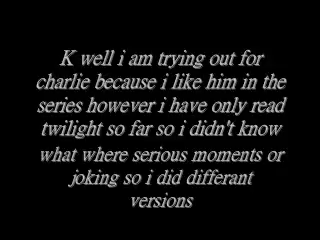 K well i am trying out for
charlie because i like him in the
series however i have only read
twilight so far so i didn't know
what where serious moments or
joking so i did differant
versions